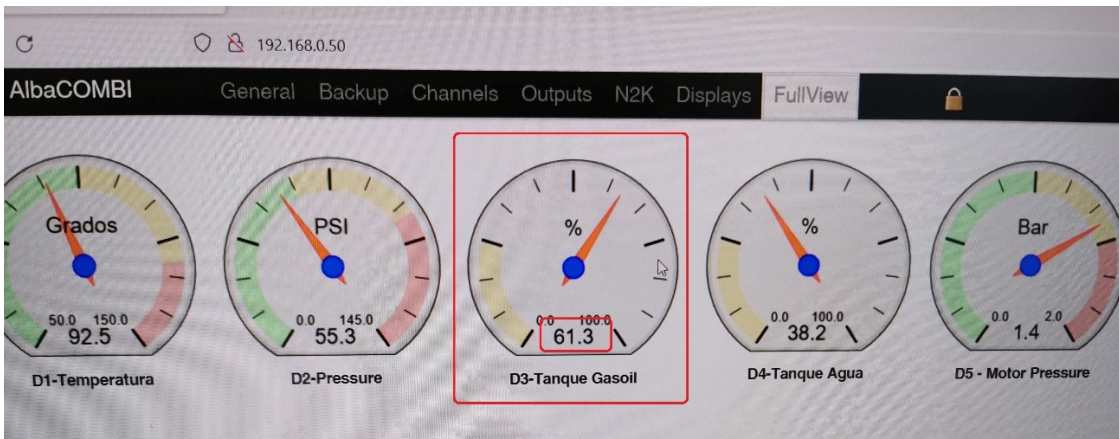 192.168.0.50
AlbaCOMBI General Backup Channels Outputs N2K Displays FullView
Grados
50.0 150.0
92.5
D1-Temperatura
PSI
0.0 145.0
55.3
D2-Pressure
%
0.0 100.0
61.3
D3-Tanque Gasoil
%
0.0 100.0
38.2
D4-Tanque Agua
Bar
0.0 2.0
1.4
D5 - Motor Pressure